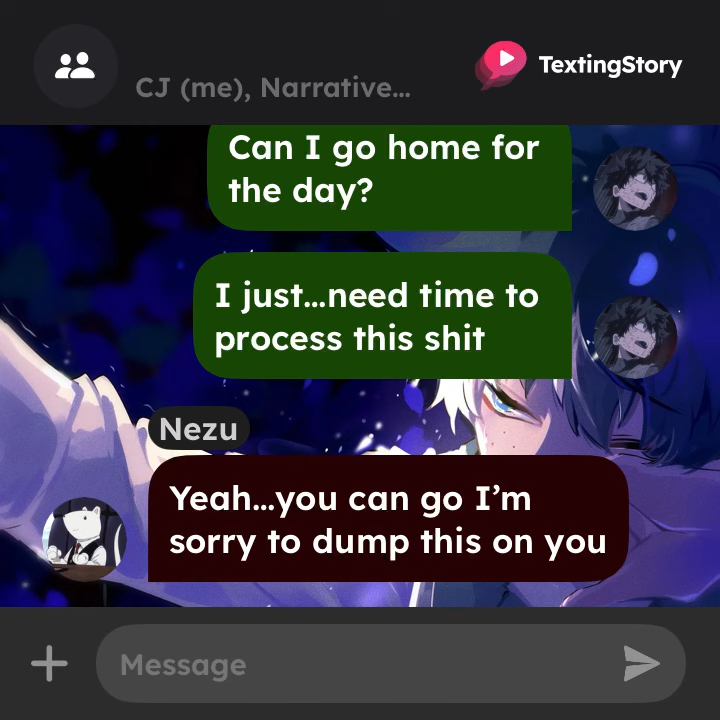 CJ (me), Narrative...
TextingStory
Can I go home for
the day?
I just...need time to
process this shit
Nezu
Yeah...you can go I'm
sorry to dump this on you
Message